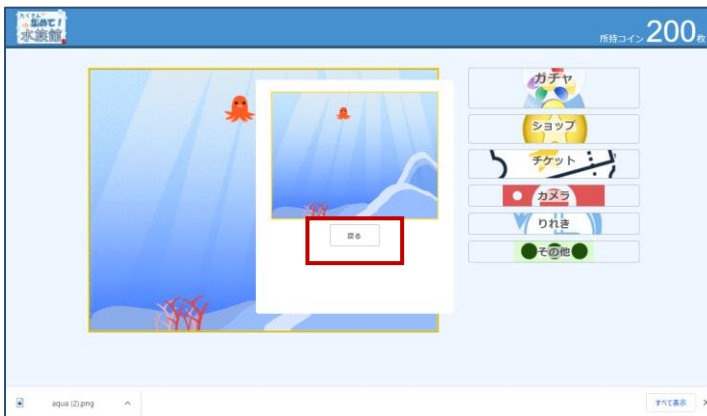 たくさん
集めて！
水族館
所持コイン 200枚
ガチャ
ショップ
チケット
カメラ
りれき
その他
戻る
aqua (2).png
すべて表示